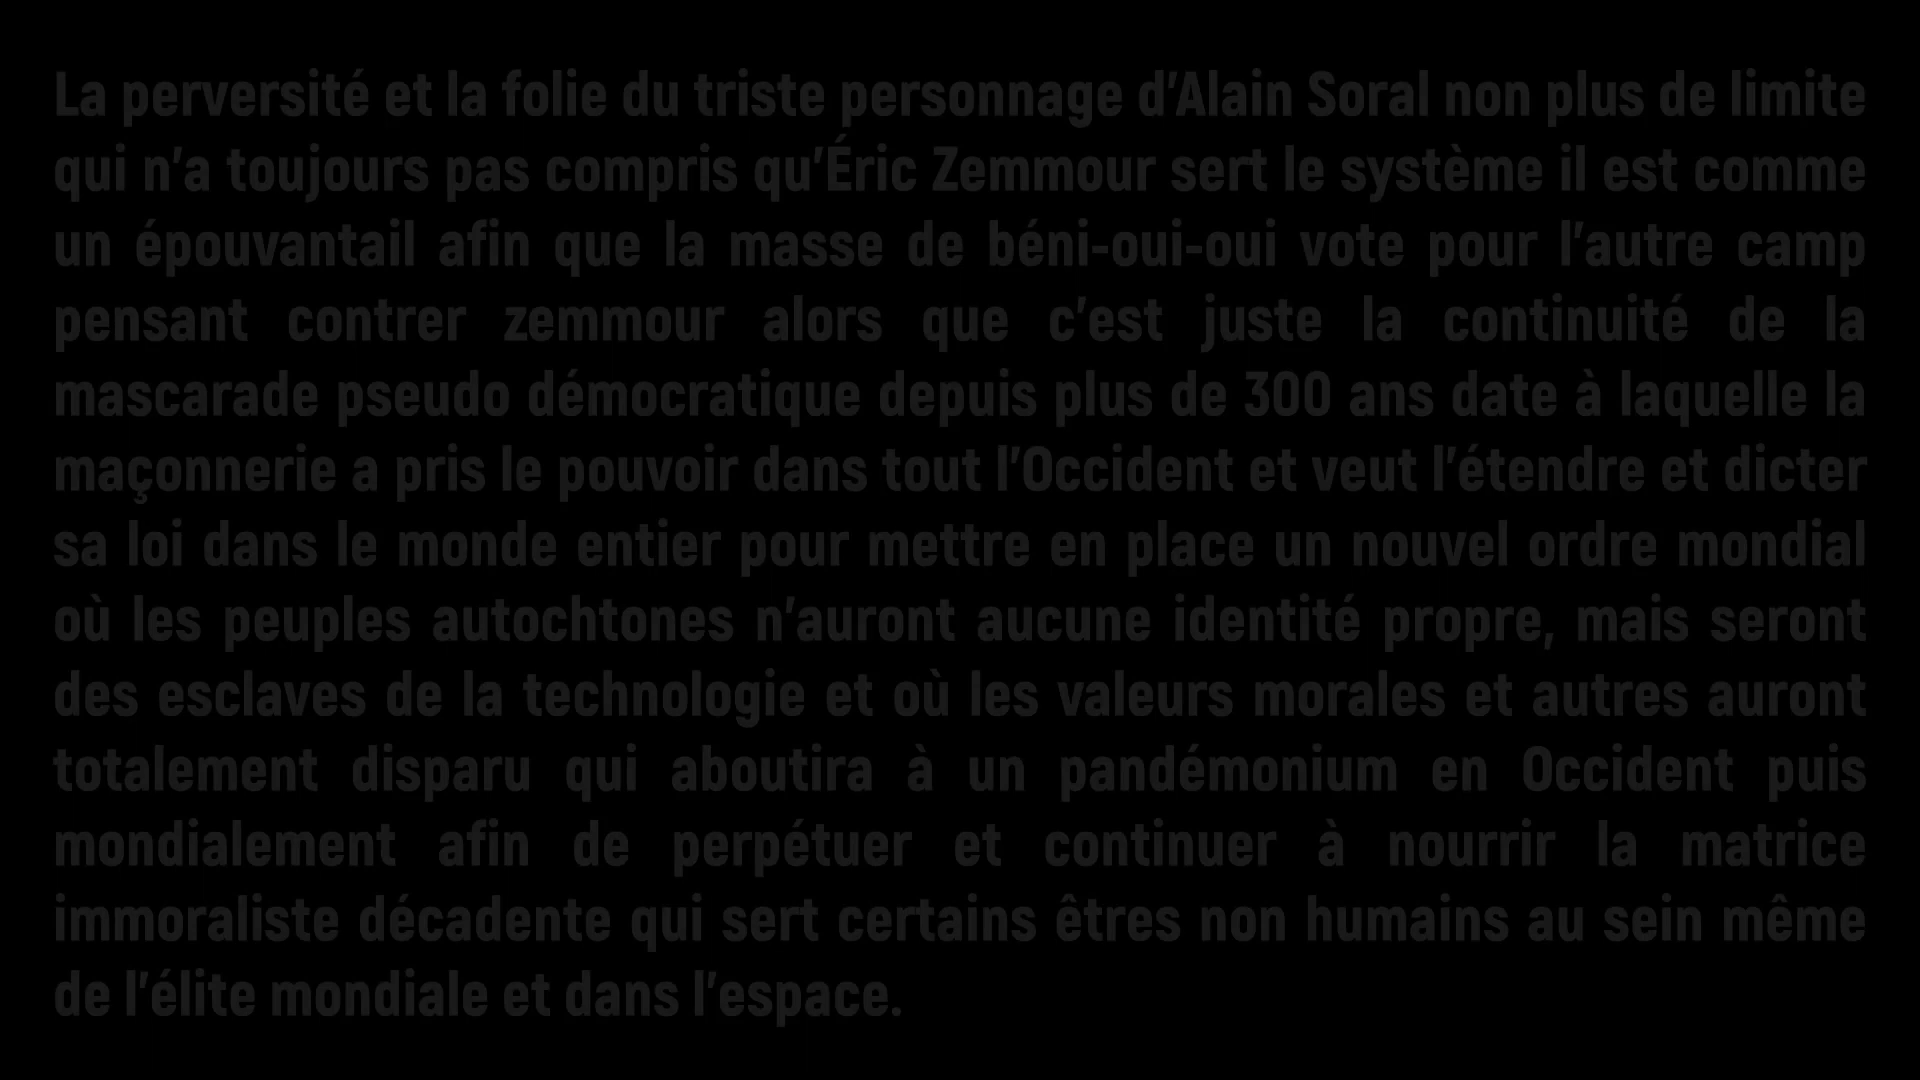 La perversité et la folie du triste personnage d'Alain Soral non plus de limite
qui n'a toujours pas compris qu'Éric Zemmour sert le système il est comme
un épouvantail afin que la masse de béni-oui-oui vote pour l'autre camp
pensant contrer zemmour alors que c'est juste la continuité de la
mascarade pseudo démocratique depuis plus de 300 ans date à laquelle la
maçonnerie a pris le pouvoir dans tout l'Occident et veut l'étendre et dicter
sa loi dans le monde entier pour mettre en place un nouvel ordre mondial
où les peuples autochtones n'auront aucune identité propre, mais seront
des esclaves de la technologie et où les valeurs morales et autres auront
totalement disparu qui aboutira à un pandémonium en Occident puis
mondialement afin de perpétuer et continuer à nourrir la matrice
immoraliste décadente qui sert certains êtres non humains au sein même
de l'élite mondiale et dans l'espace.